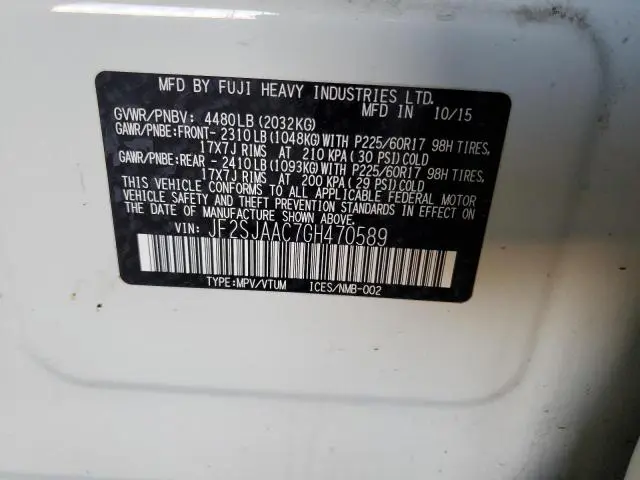 MFD BY FUJI HEAVY INDUSTRIES LTD.
MFD IN 10/15
GVWR/PNBV: 4480LB(2032KG)
GAWR/PNBE:FRONT- 2310LB(1048KG)WITH P225/60R17 98H TIRES,
17X7J RIMS AT 210 KPA(30 PSI)COLD
GAWR/PNBE:REAR - 2410LB(1093KG)WITH P225/60R17 98H TIRES,
17X7J RIMS AT 200 KPA(29 PSI)COLD
THIS VEHICLE CONFORMS TO ALL APPLICABLE FEDERAL MOTOR
VEHICLE SAFETY AND THEFT PREVENTION STANDARDS IN EFFECT ON
THE DATE OF MANUFACTURE SHOWN ABOVE.
VIN: JF2SJAAC7GH470589
TYPE:MPV/VTUM ICES/NMB-002